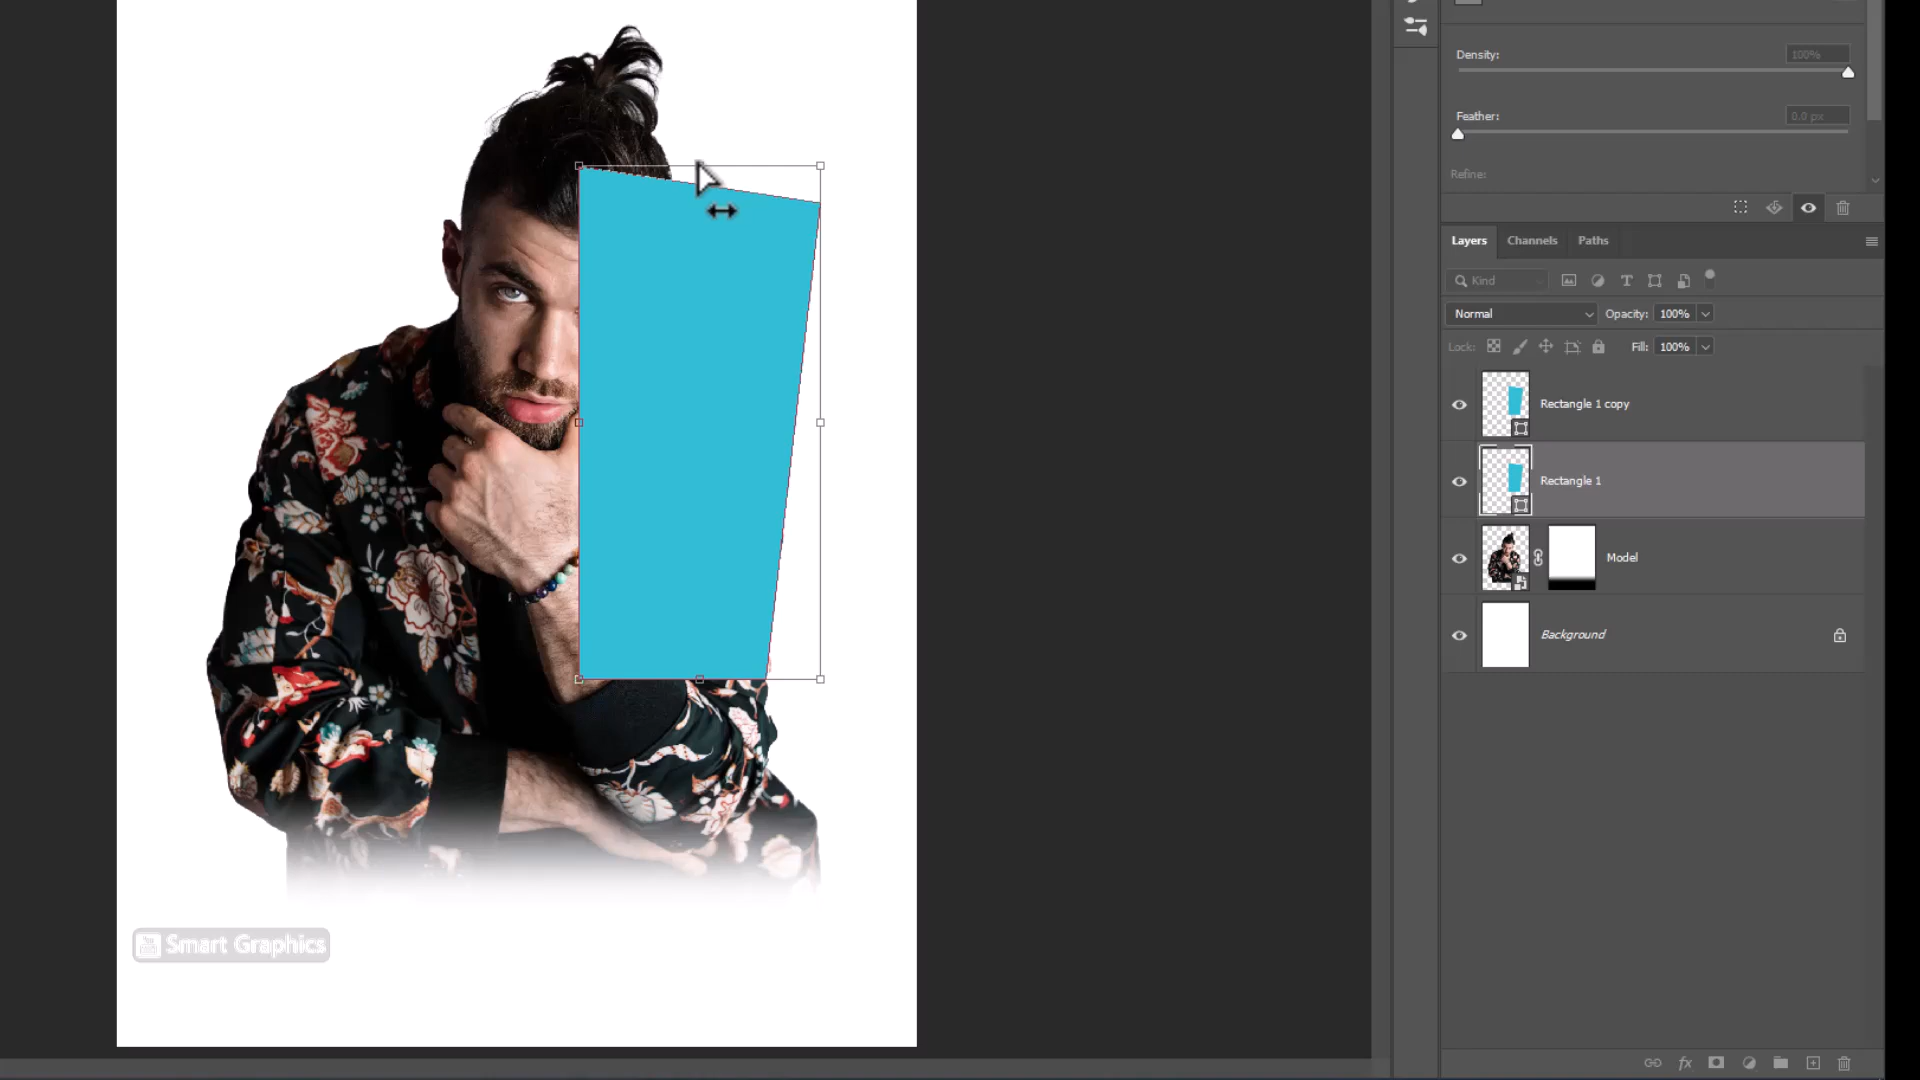 Density:
100%
Feather:
0.0 px
Refine:
Layers
Channels
Paths
Kind
Normal
Opacity:
100%
Lock:
Fill:
100%
Rectangle 1 copy
Rectangle 1
Model
Background
fx
Smart Graphics